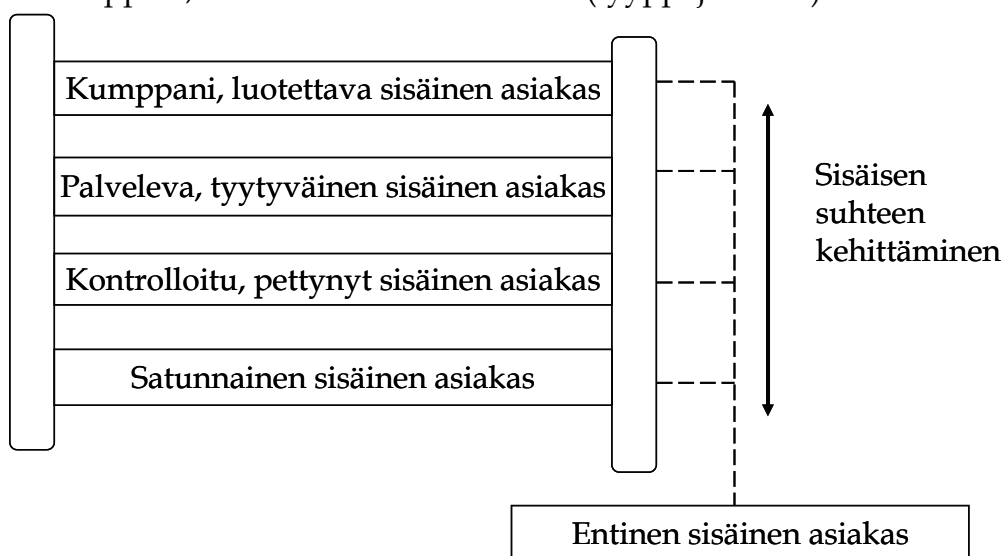 Kumppani, luotettava sisäinen asiakas
Palveleva, tyytyväinen sisäinen asiakas
Kontrolloitu, pettynyt sisäinen asiakas
Satunnainen sisäinen asiakas
Sisäisen
suhteen
kehittäminen
Entinen sisäinen asiakas